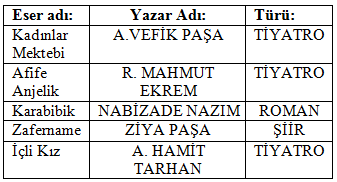 Eser adı: Yazar Adı: Türü:
Kadınlar Mektebi A.VEFİK PAŞA TİYATRO
Afife Anjelik R. MAHMUT EKREM TİYATRO
Karabibik NABİZADE NAZIM ROMAN
Zafername ZİYA PAŞA ŞİİR
İçli Kız A. HAMİT TARHAN TİYATRO